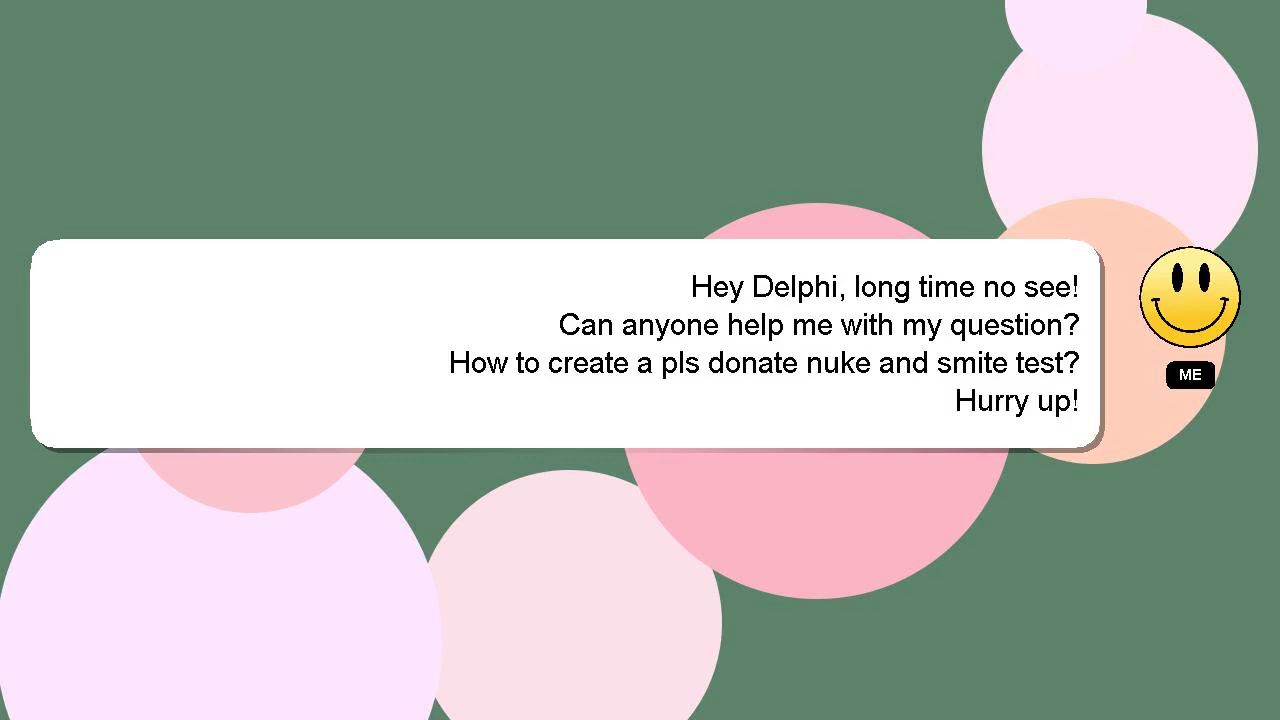 Hey Delphi, long time no see!
Can anyone help me with my question?
How to create a pls donate nuke and smite test?
Hurry up!
ME